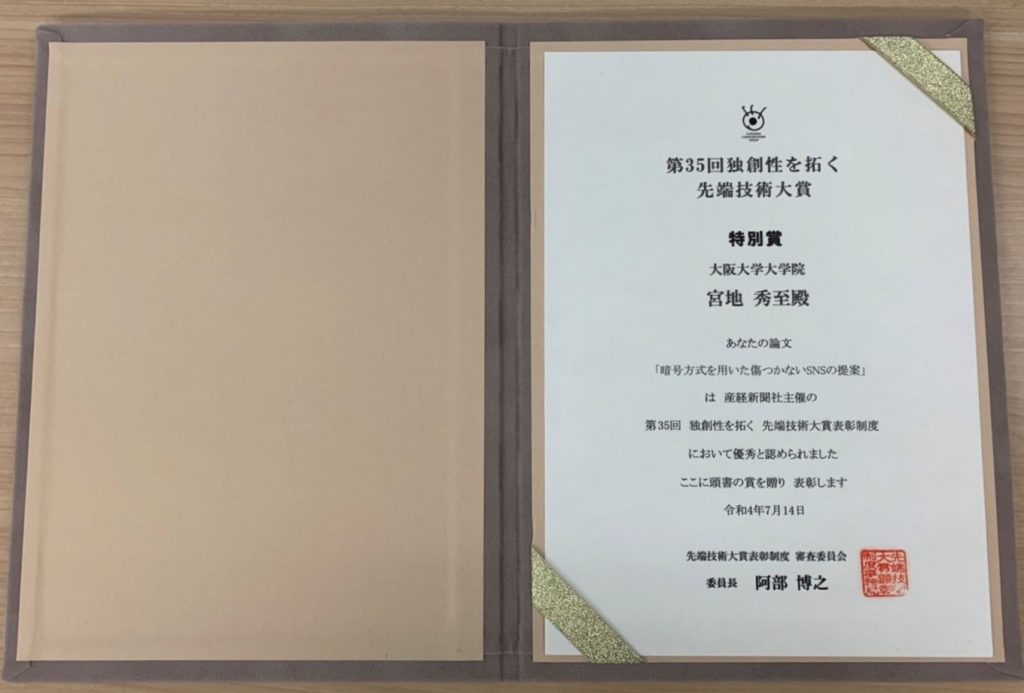 第35回独創性を拓く
先端技術大賞
特別賞
大阪大学大学院
宮地 秀至殿
あなたの論文
「暗号方式を用いた傷つかないSNSの提案」
は 産経新聞社主催の
第35回 独創性を拓く 先端技術大賞表彰制度
において優秀と認められました
ここに頭書の賞を贈り 表彰します
令和4年7月14日
先端技術大賞表彰制度 審査委員会
委員長 阿部 博之